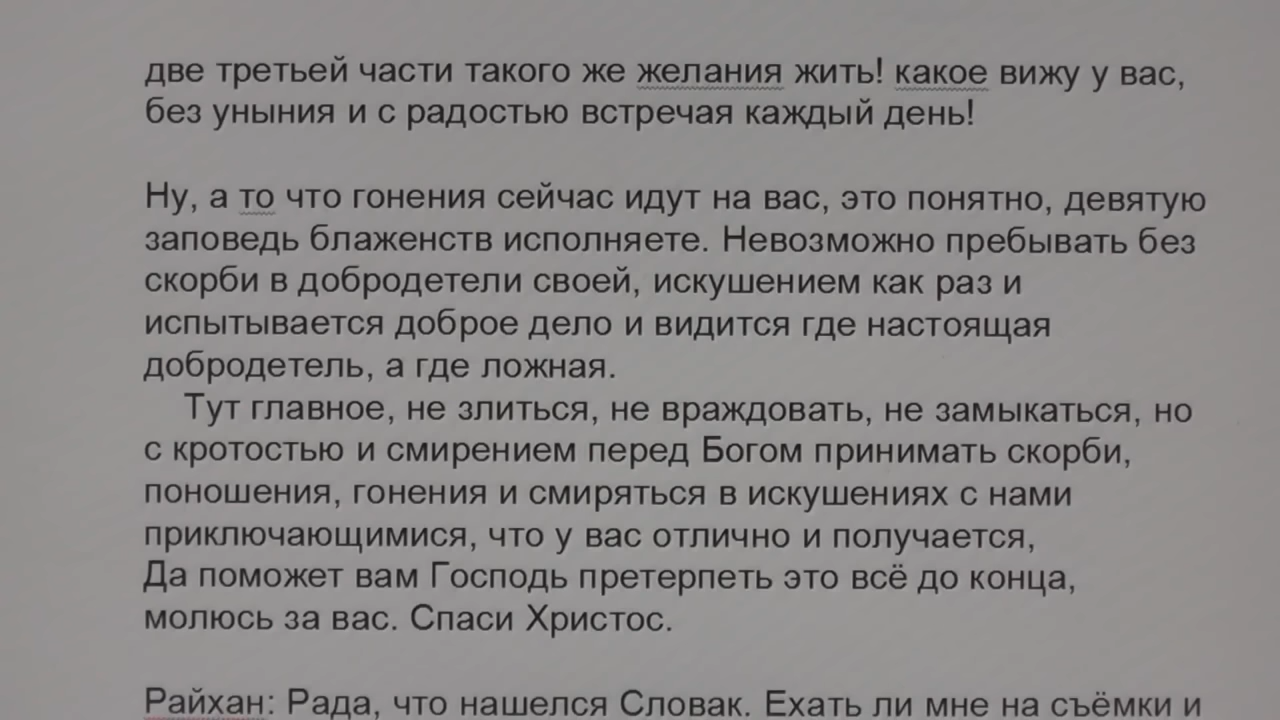 две третьей части такого же желания жить! какое вижу у вас,
без уныния и с радостью встречая каждый день!
Ну, а то что гонения сейчас идут на вас, это понятно, девятую
заповедь блаженств исполняете. Невозможно пребывать без
скорби в добродетели своей, искушением как раз и
испытывается доброе дело и видится где настоящая
добродетель, а где ложная.
Тут главное, не злиться, не враждовать, не замыкаться, но
с кротостью и смирением перед Богом принимать скорби,
поношения, гонения и смиряться в искушениях с нами
приключающимися, что у вас отлично и получается,
Да поможет вам Господь претерпеть это всё до конца,
молюсь за вас. Спаси Христос.
Райхан: Рада, что нашелся Словак. Ехать ли мне на съёмки и